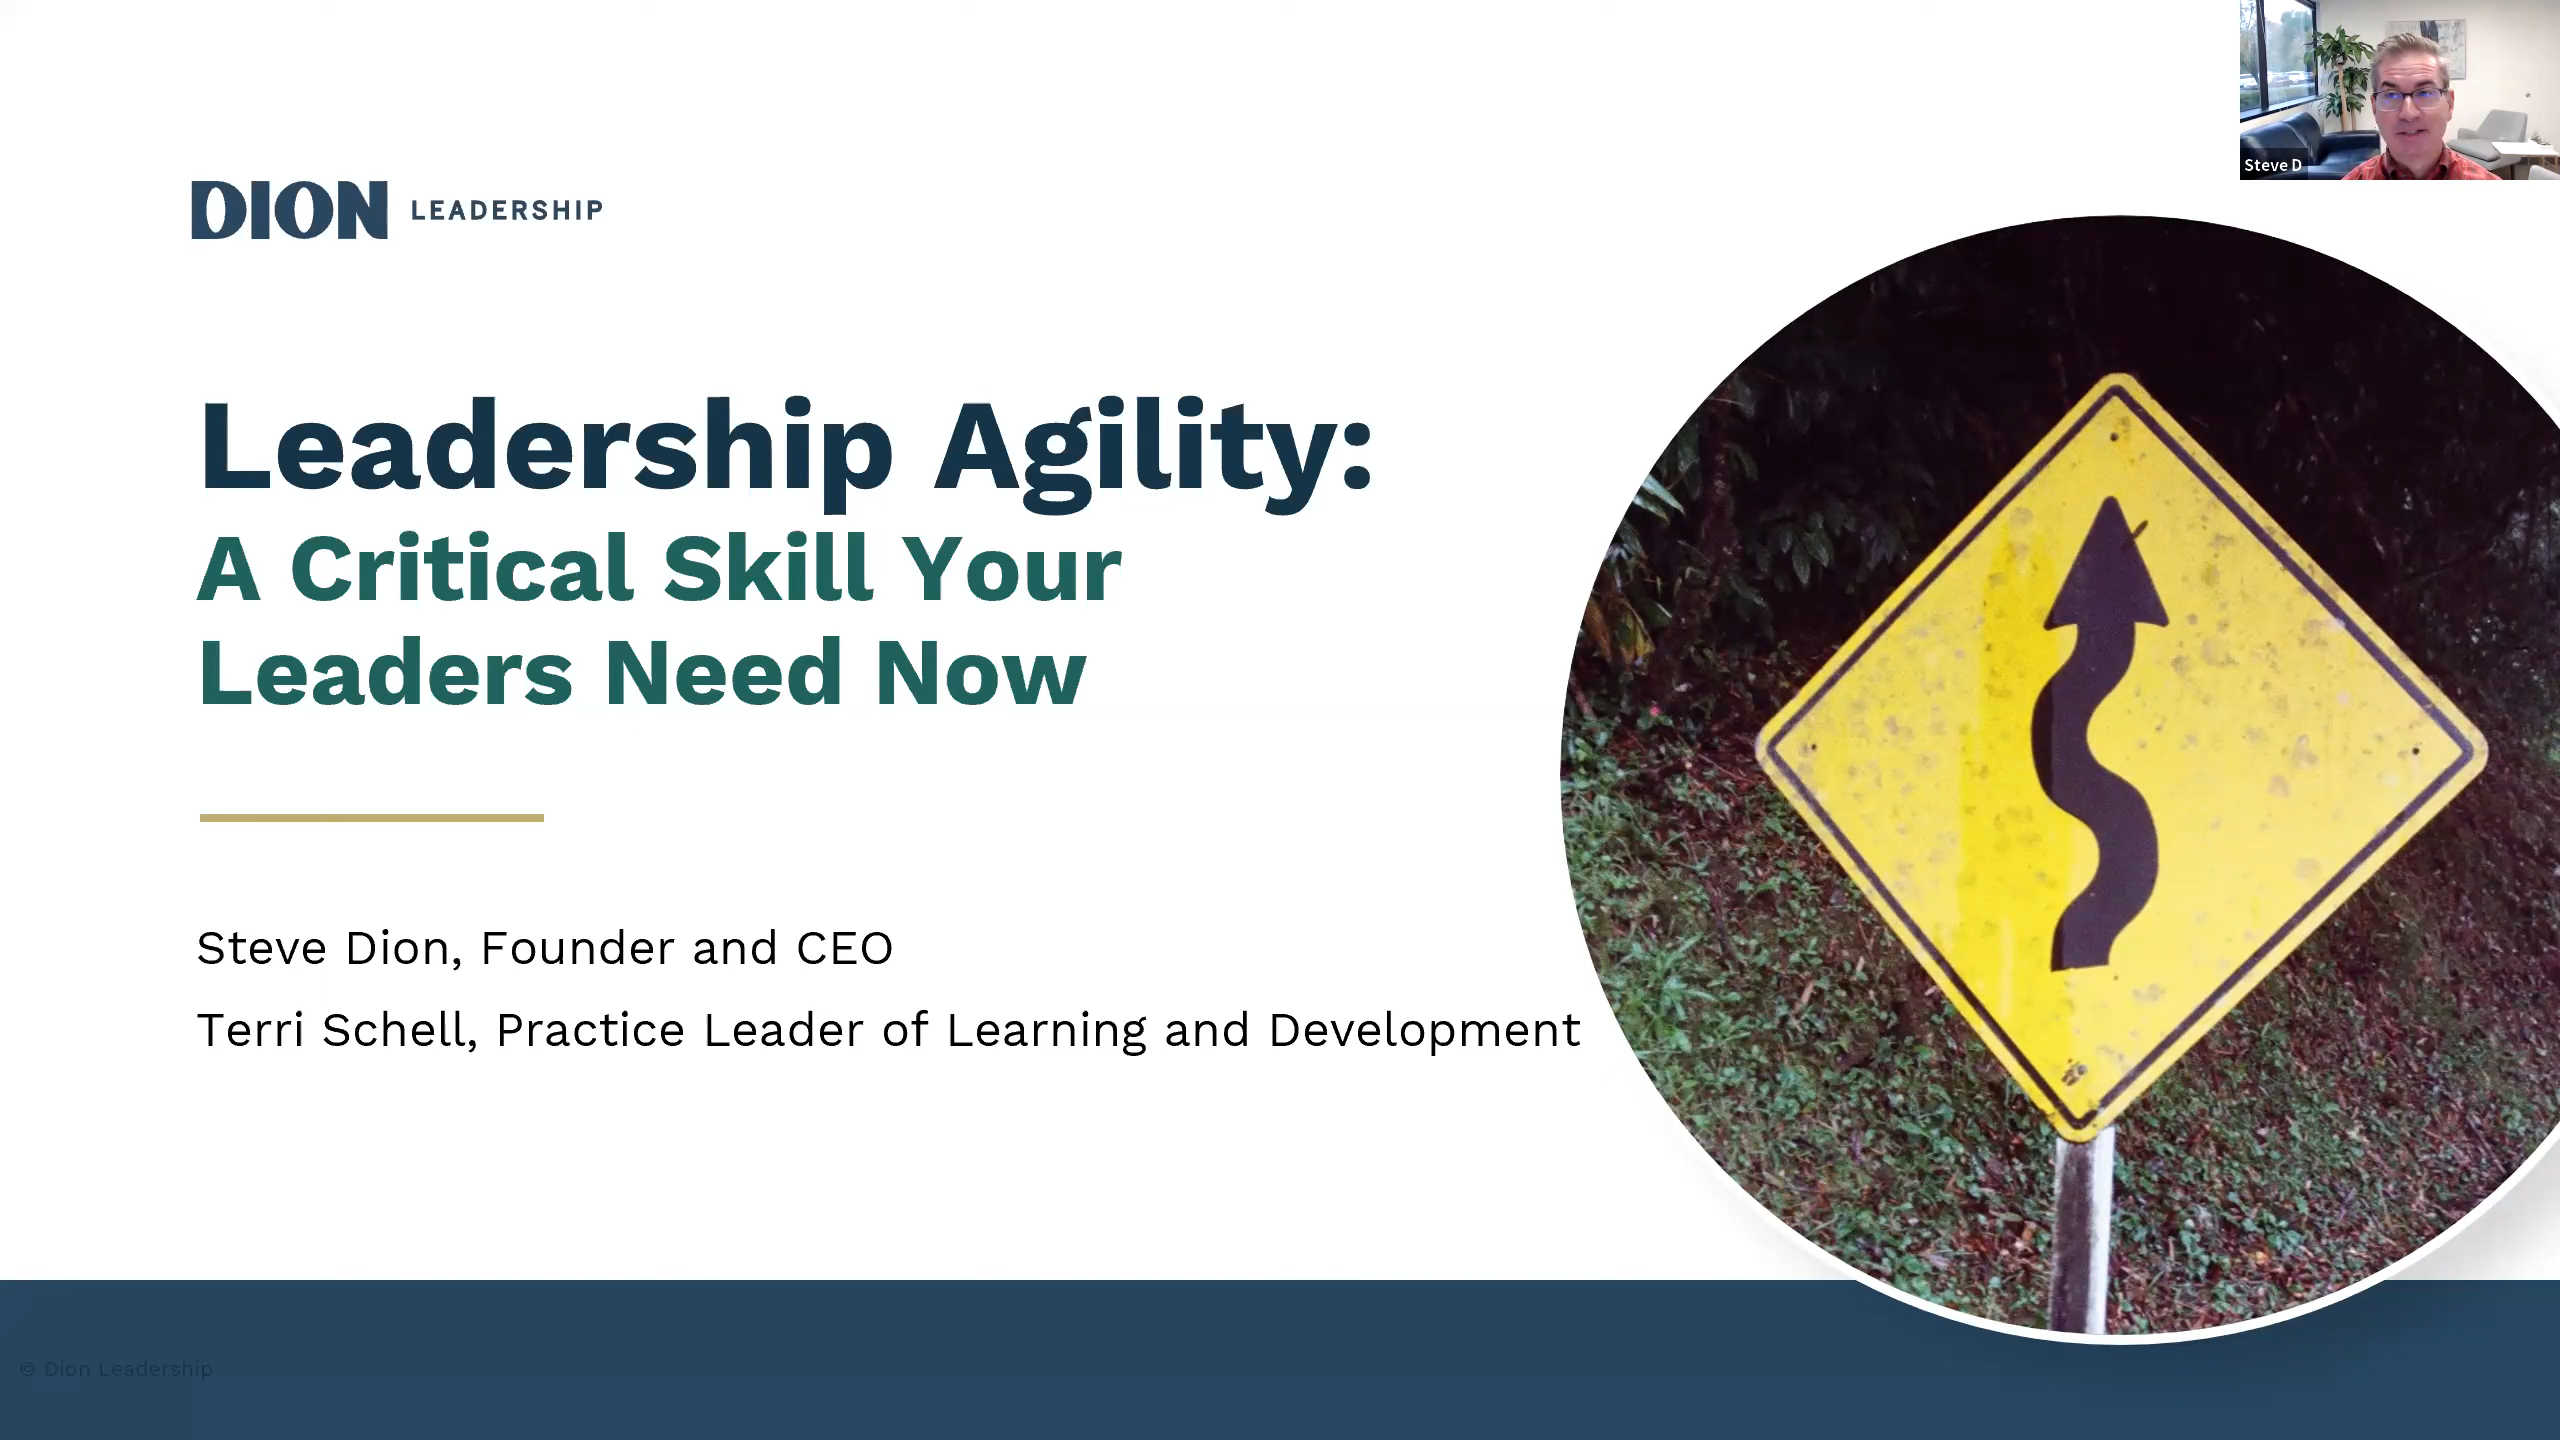 Steve D
DION LEADERSHIP
Leadership Agility:
A Critical Skill Your
Leaders Need Now
Steve Dion, Founder and CEO
Terri Schell, Practice Leader of Learning and Development
© Dion Leadership